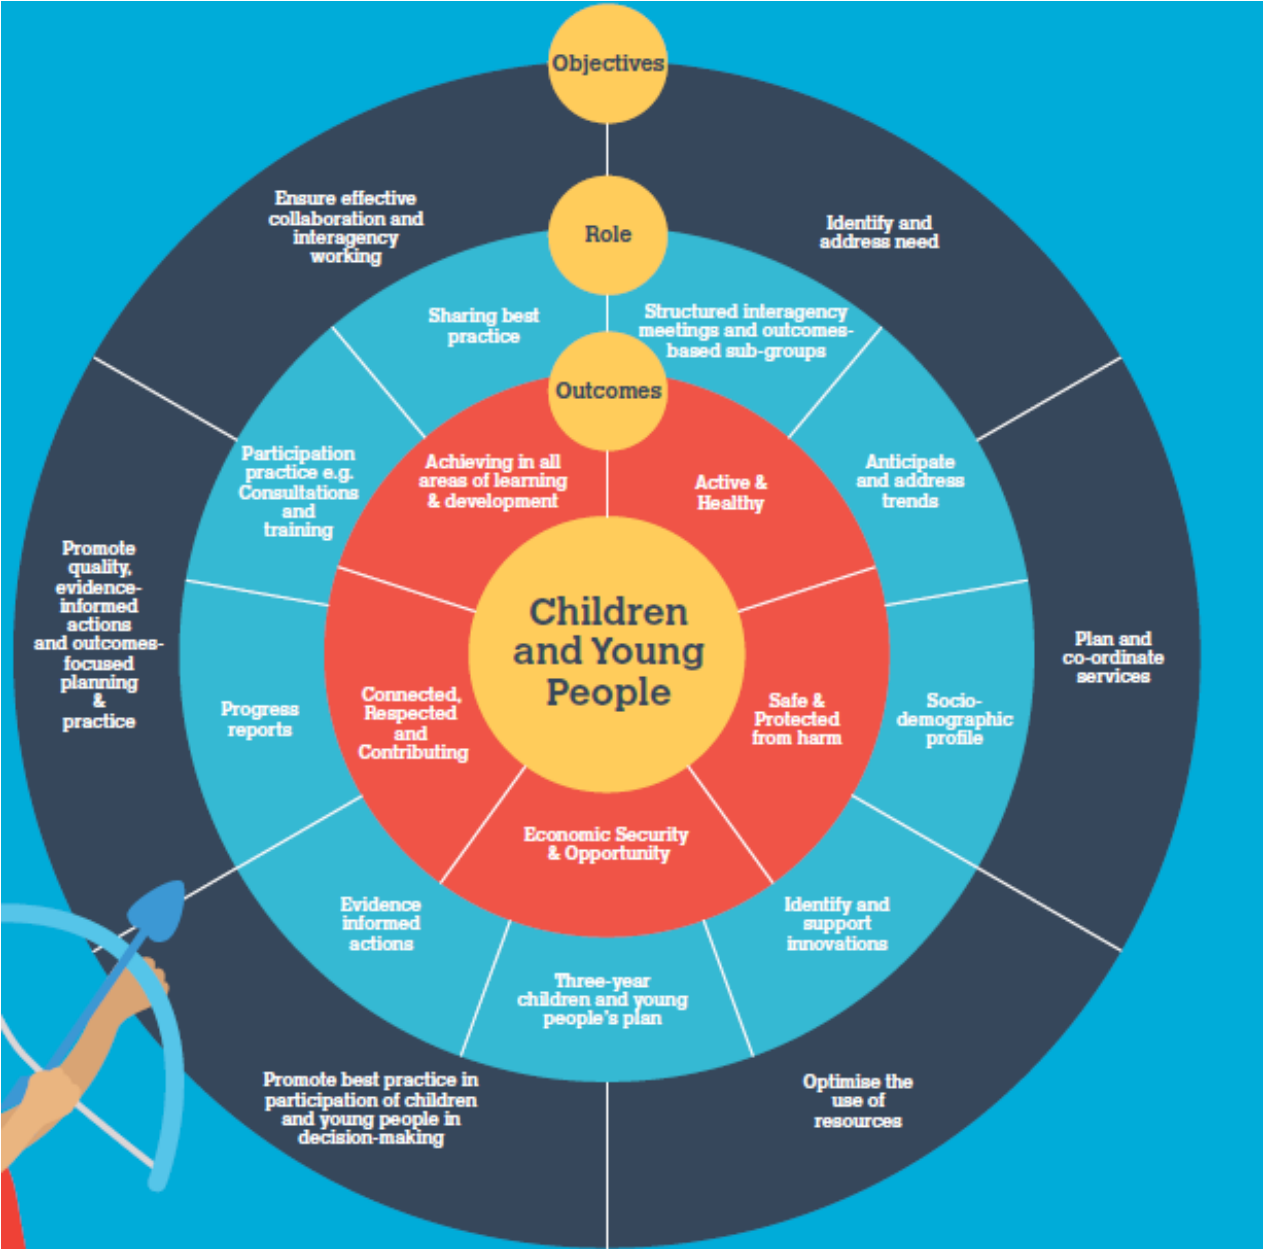 Objectives
Ensure effective
collaboration and
interagency
working
Identify and
address need
Plan and
co-ordinate
services
Optimise the
use of
resources
Promote best practice in
participation of children
and young people in
decision-making
Promote
quality,
evidence-
informed
actions
and outcomes-
focused
planning
&
practice
Role
Sharing best
practice
Structured interagency
meetings and outcomes-
based sub-groups
Anticipate
and address
trends
Socio-
demographic
profile
Identify and
support
innovations
Three-year
children and young
people's plan
Evidence
informed
actions
Progress
reports
Participation
practice e.g.
Consultations
and
training
Outcomes
Achieving in all
areas of learning
& development
Active &
Healthy
Safe &
Protected
from harm
Economic Security
& Opportunity
Connected,
Respected
and
Contributing
Children
and Young
People